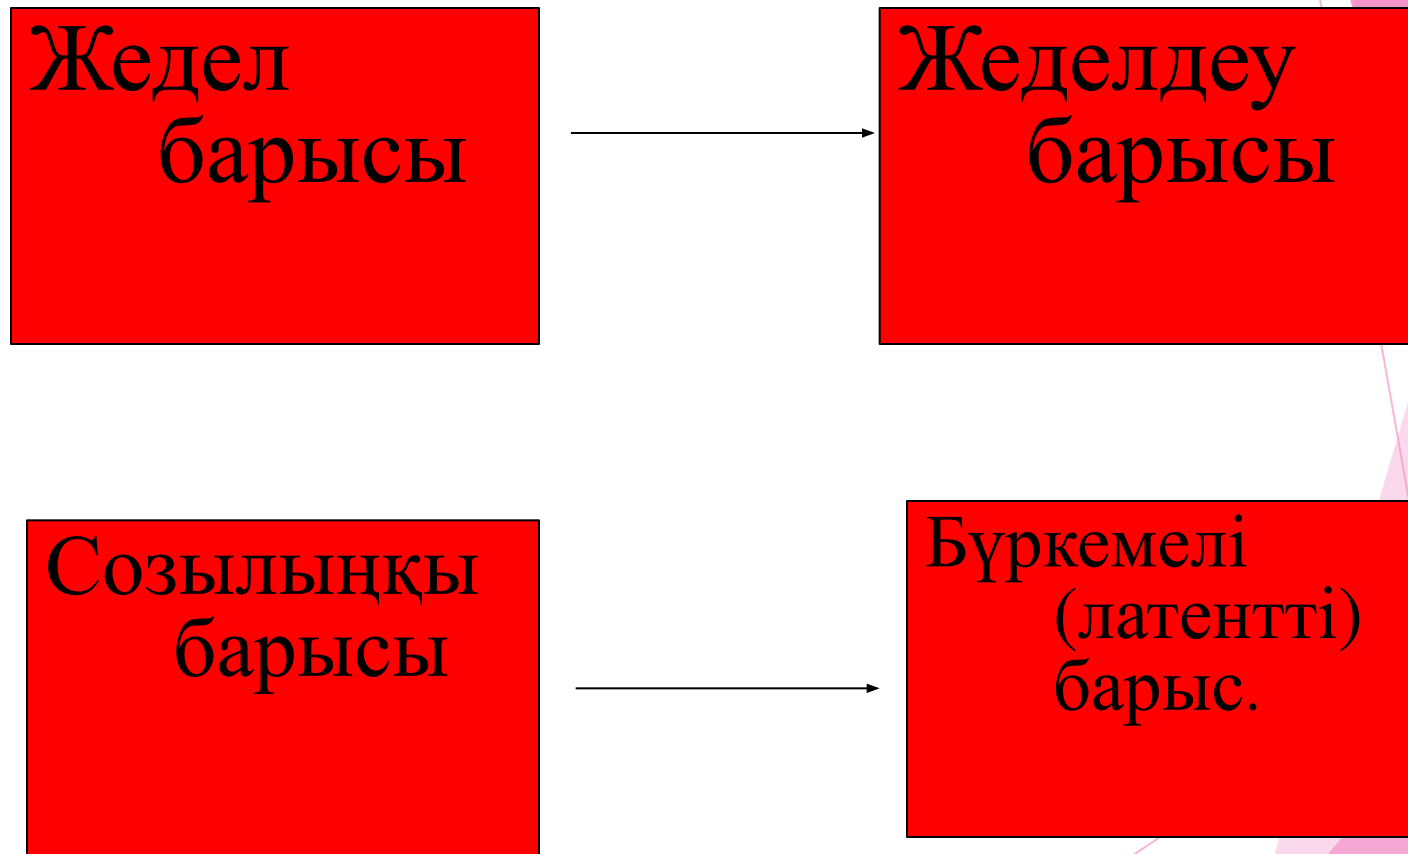 Жедел
барысы
Жеделдеу
барысы
Созылыңқы
барысы
Бүркемелі
(латентті)
барыс.